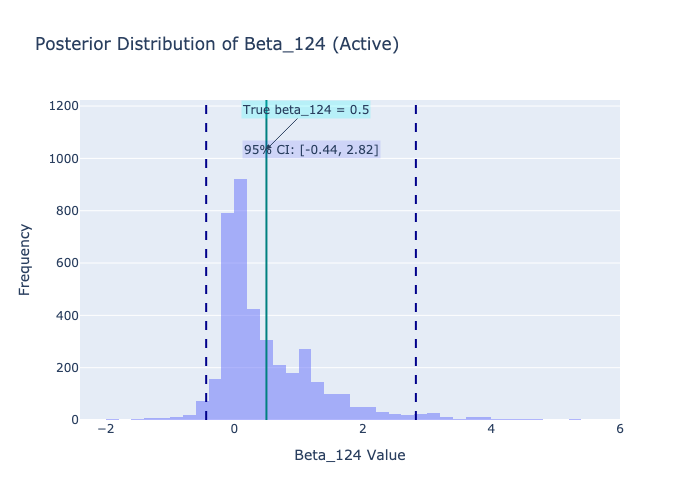 Posterior Distribution of Beta_124 (Active)
True beta_124 = 0.5
95% CI: [-0.44, 2.82]
1200
1000
800
600
400
200
0
Frequency
−2
0
2
4
6
Beta_124 Value